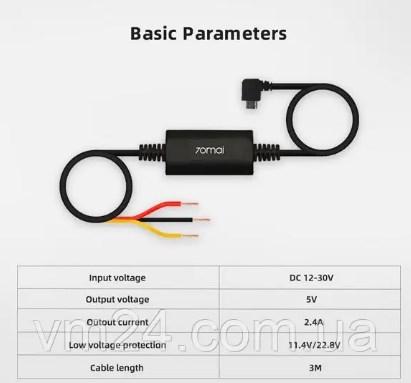 Basic Parameters
70mai
Input voltage DC 12-30V
Output voltage 5V
Output current 2.4A
Low voltage protection 11.4V/22.8V
Cable length 3M
vm24.com.ua